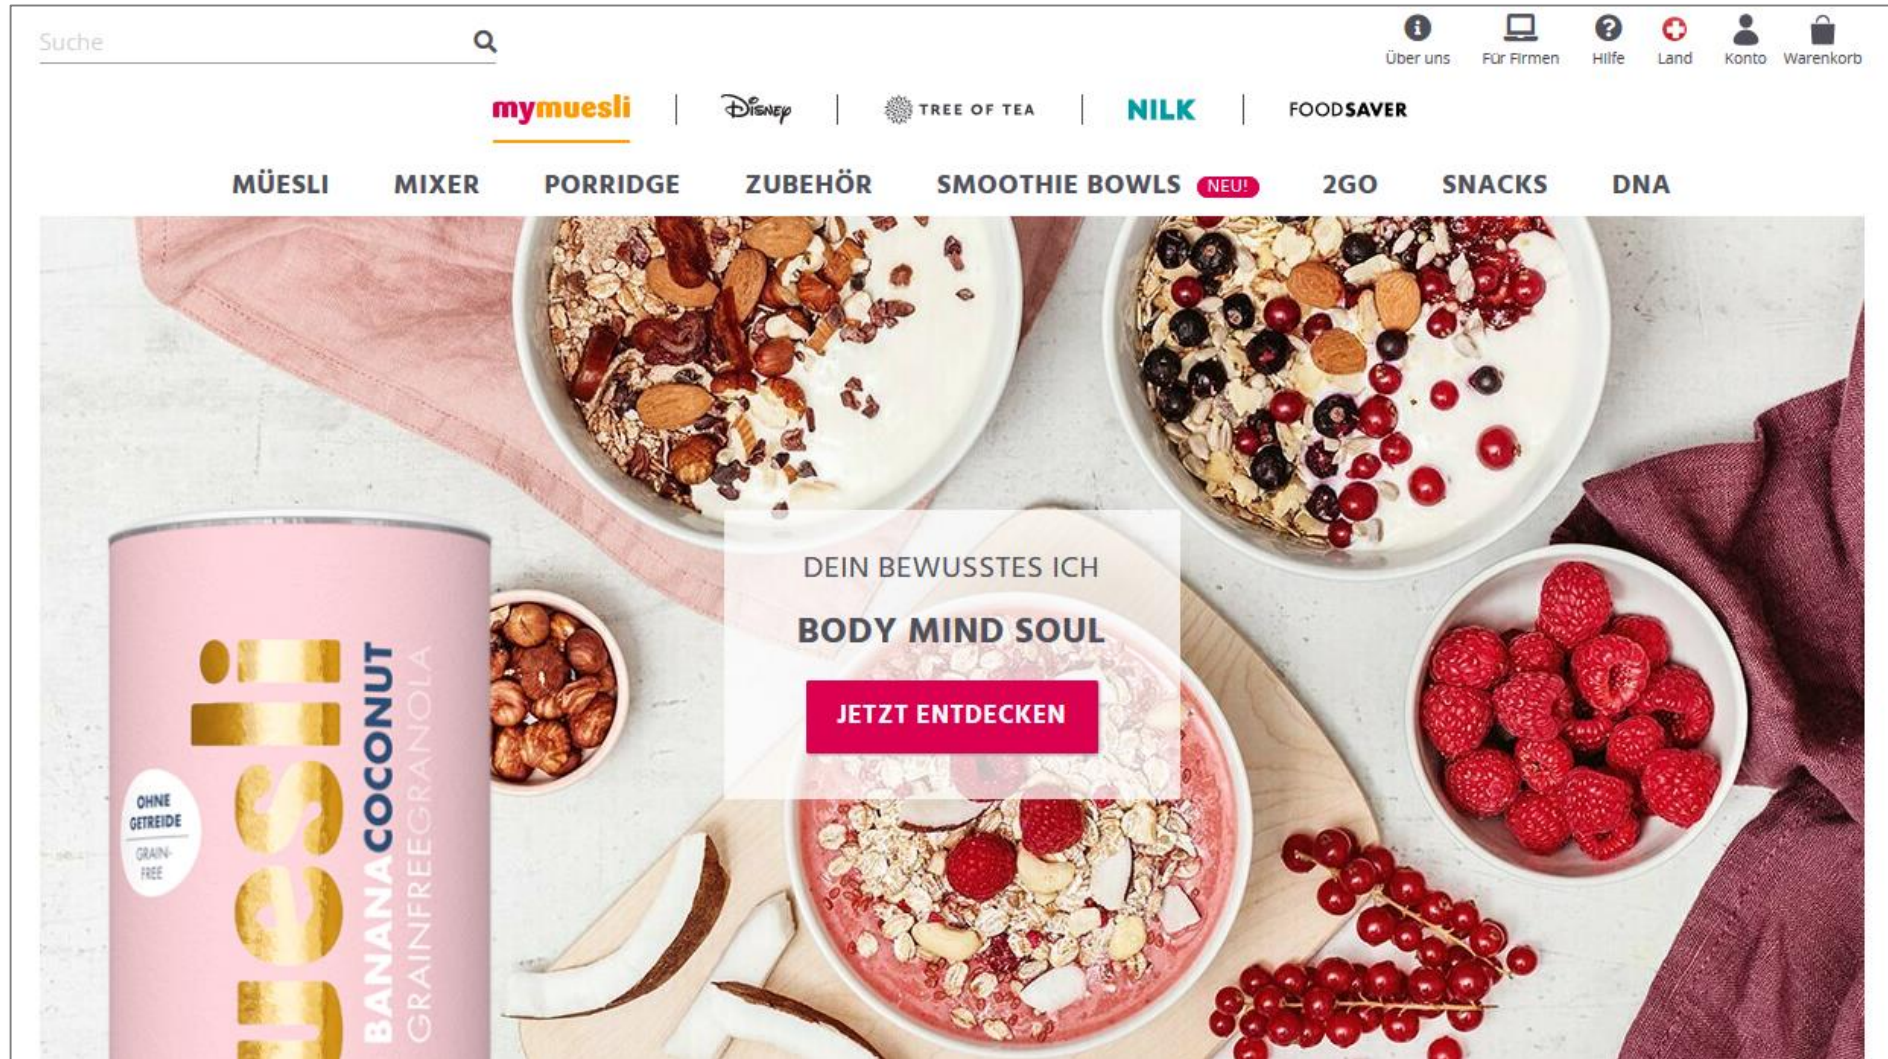 Suche
Über uns Für Firmen Hilfe Land Konto Warenkorb
mymuesli DISNEY TREE OF TEA NILK FOODSAVER
MÜESLI MIXER PORRIDGE ZUBEHÖR SMOOTHIE BOWLS NEU! 2GO SNACKS DNA
DEIN BEWUSSTES ICH
BODY MIND SOUL
JETZT ENTDECKEN
OHNE
GETREIDE
GRAIN-
FREE
uesli
BANANACOCONUT
GRAINFREEGRANOLA